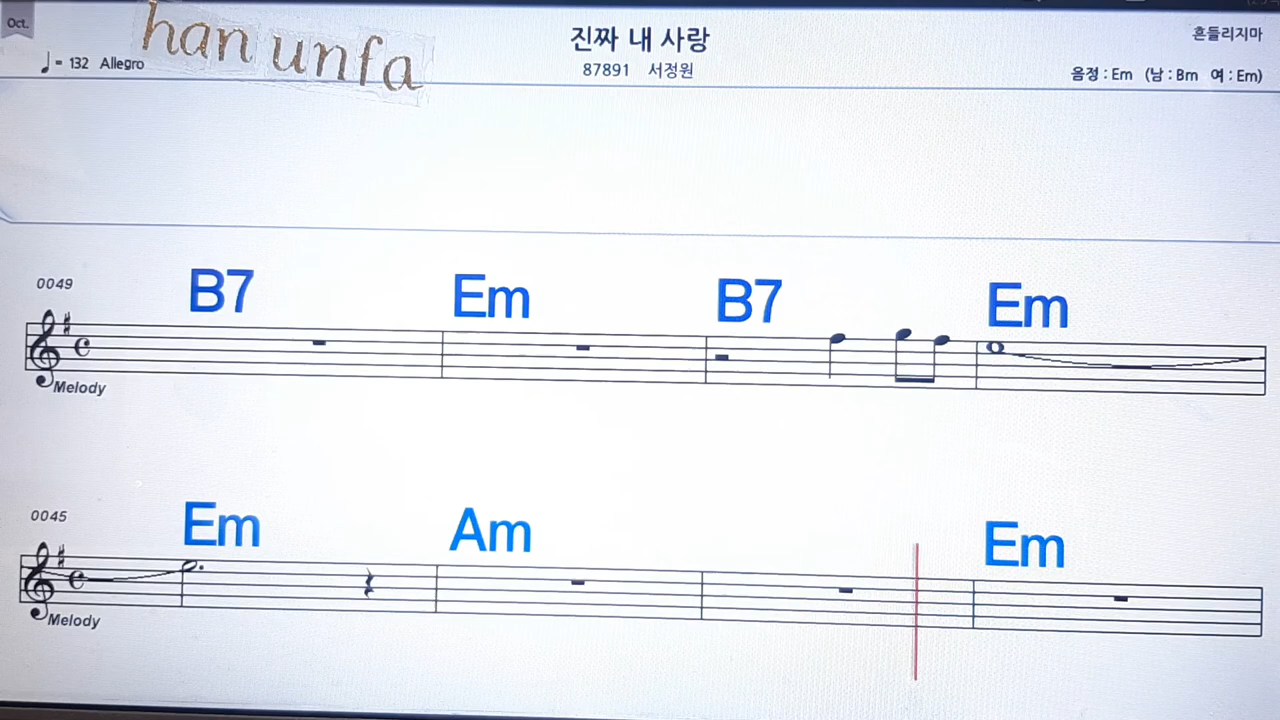 Oct.
han unfa
진짜 내 사랑
흔들리지마
♩= 132 Allegro
87891 서정원
음정 : Em (남 : Bm 여 : Em)
0049
B7 Em B7 Em
Melody
0045
Em Am Em
Melody